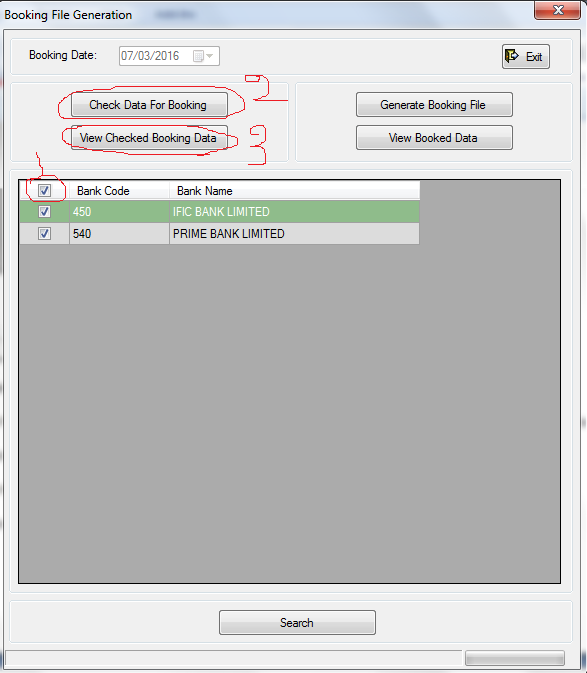 Booking File Generation
Booking Date: 07/03/2016 Exit
2
Check Data For Booking Generate Booking File
View Checked Booking Data View Booked Data
3
1
Bank Code Bank Name
450 IFIC BANK LIMITED
540 PRIME BANK LIMITED
Search